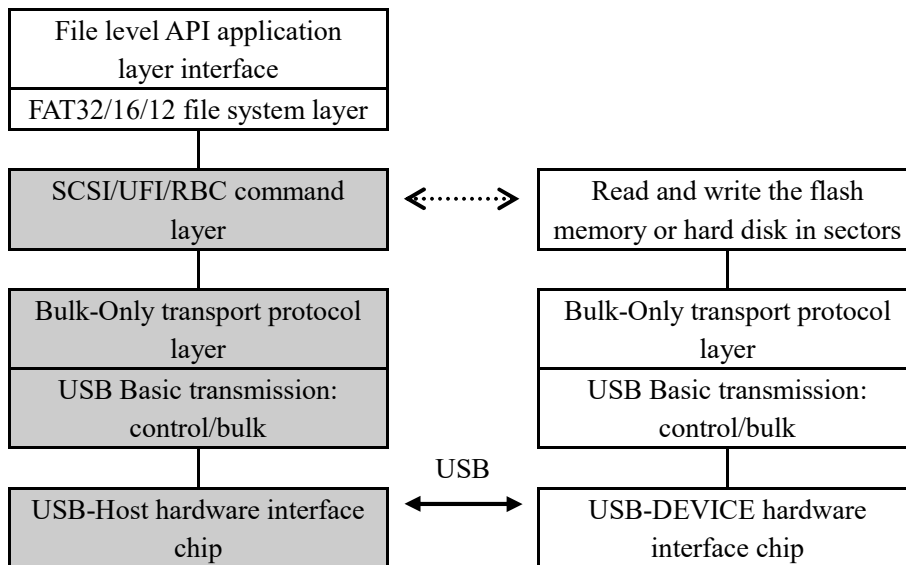 File level API application
layer interface
FAT32/16/12 file system layer
SCSI/UFI/RBC command
layer
Read and write the flash
memory or hard disk in sectors
Bulk-Only transport protocol
layer
Bulk-Only transport protocol
layer
USB Basic transmission:
control/bulk
USB Basic transmission:
control/bulk
USB
USB-Host hardware interface
chip
USB-DEVICE hardware
interface chip